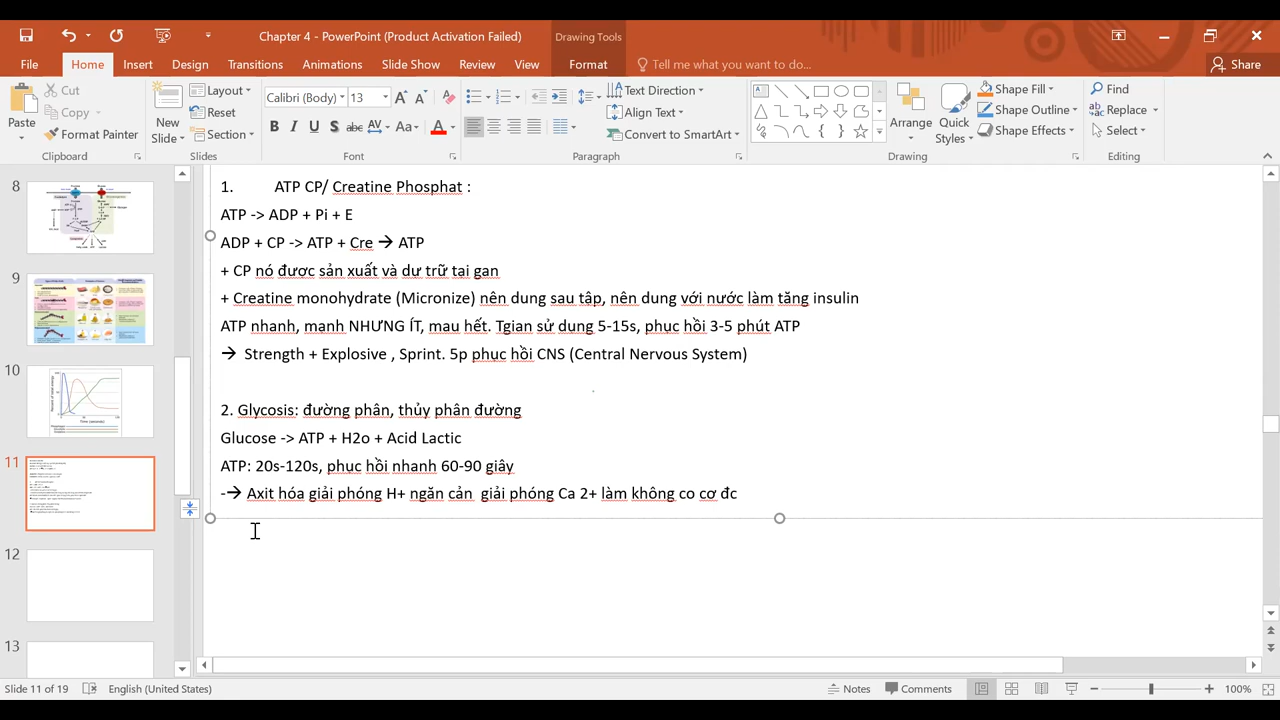 Chapter 4 - PowerPoint (Product Activation Failed)
Drawing Tools
File Home Insert Design Transitions Animations Slide Show Review View Format Tell me what you want to do... Share
Paste
Cut
Copy
Format Painter
Clipboard
New Slide
Layout
Reset
Section
Slides
Calibri (Body) 13
B I U S abc AV Aa A
Font
Text Direction
Align Text
Convert to SmartArt
Paragraph
Arrange
Quick Styles
Shape Fill
Shape Outline
Shape Effects
Drawing
Find
Replace
Select
Editing
8
9
10
11
12
13
1. ATP CP/ Creatine Phosphat :
ATP -> ADP + Pi + E
ADP + CP -> ATP + Cre → ATP
+ CP nó được sản xuất và dự trữ tại gan
+ Creatine monohydrate (Micronize) nên dung sau tập, nên dung với nước làm tăng insulin
ATP nhanh, mạnh NHƯNG ÍT, mau hết. Tgian sử dụng 5-15s, phục hồi 3-5 phút ATP
→ Strength + Explosive , Sprint. 5p phục hồi CNS (Central Nervous System)
2. Glycosis: đường phân, thủy phân đường
Glucose -> ATP + H2o + Acid Lactic
ATP: 20s-120s, phục hồi nhanh 60-90 giây
→ Axit hóa giải phóng H+ ngăn cản giải phóng Ca 2+ làm không co cơ đc
Slide 11 of 19 English (United States) Notes Comments 100%